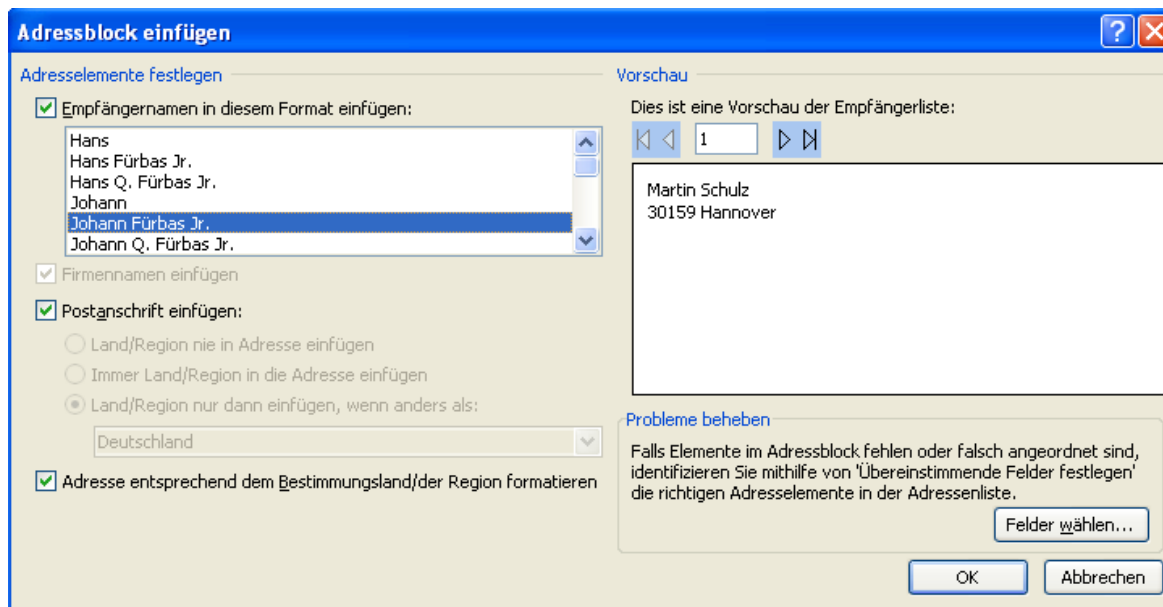 Adressblock einfügen
Adresselemente festlegen
Empfängernamen in diesem Format einfügen:
Hans
Hans Fürbas Jr.
Hans Q. Fürbas Jr.
Johann
Johann Fürbas Jr.
Johann Q. Fürbas Jr.
Firmennamen einfügen
Postanschrift einfügen:
Land/Region nie in Adresse einfügen
Immer Land/Region in die Adresse einfügen
Land/Region nur dann einfügen, wenn anders als:
Deutschland
Adresse entsprechend dem Bestimmungsland/der Region formatieren
Vorschau
Dies ist eine Vorschau der Empfängerliste:
1
Martin Schulz
30159 Hannover
Probleme beheben
Falls Elemente im Adressblock fehlen oder falsch angeordnet sind,
identifizieren Sie mithilfe von 'Übereinstimmende Felder festlegen'
die richtigen Adresselemente in der Adressenliste.
Felder wählen...
OK
Abbrechen